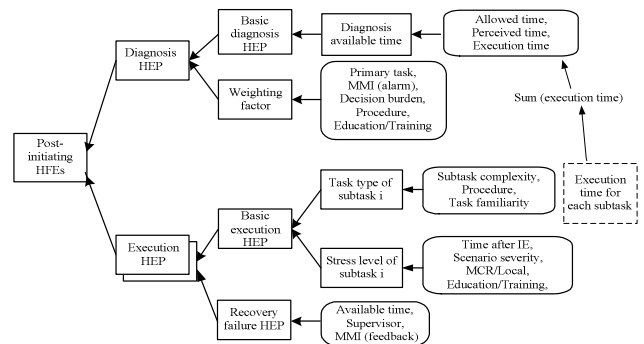 Basic
diagnosis
HEP
Diagnosis
available time
Allowed time,
Perceived time,
Execution time
Diagnosis
HEP
Weighting
factor
Primary task,
MMI (alarm),
Decision burden,
Procedure,
Education/Training
Sum (execution time)
Post-
initiating
HFEs
Execution
time for
each subtask
Task type of
subtask i
Subtask complexity,
Procedure,
Task familiarity
Basic
execution HEP
Execution
HEP
Stress level of
subtask i
Time after IE,
Scenario severity,
MCR/Local,
Education/Training,
Recovery
failure HEP
Available time,
Supervisor,
MMI (feedback)